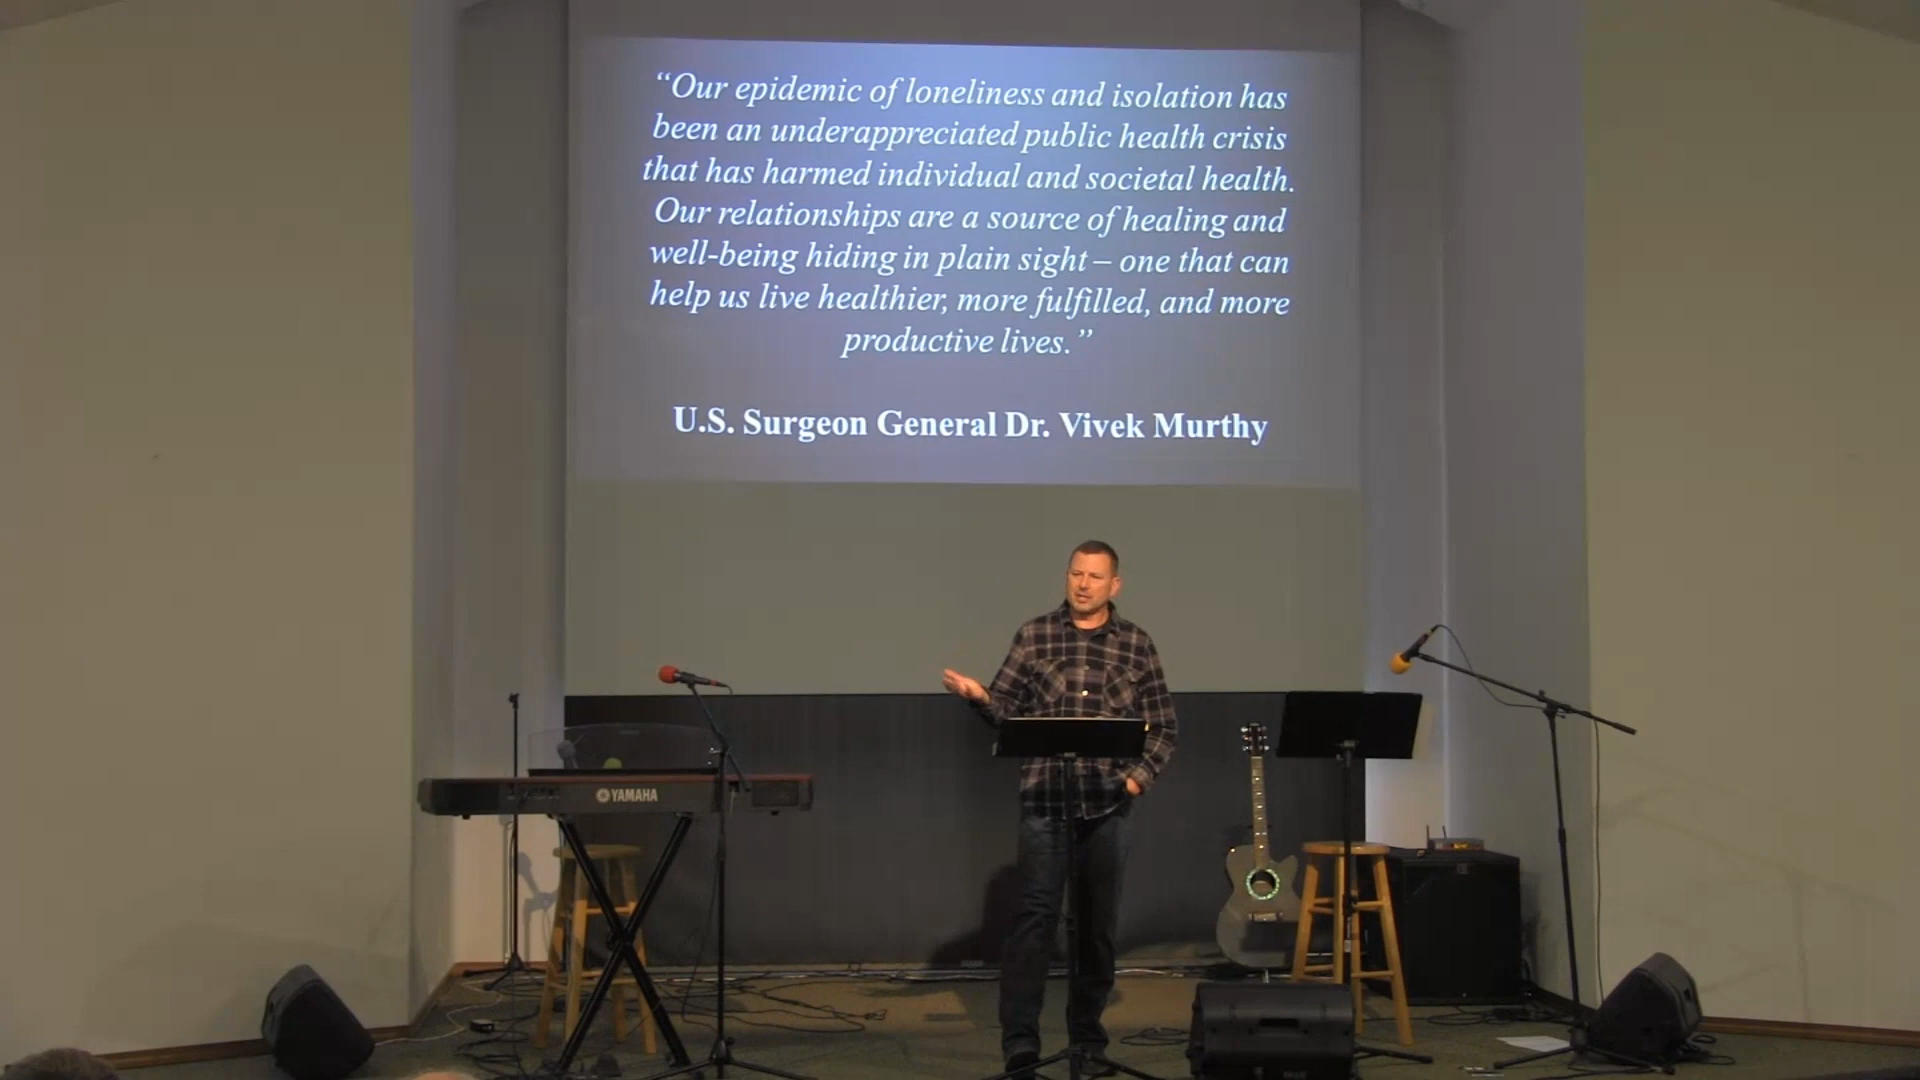 “Our epidemic of loneliness and isolation has
been an underappreciated public health crisis
that has harmed individual and societal health.
Our relationships are a source of healing and
well-being hiding in plain sight – one that can
help us live healthier, more fulfilled, and more
productive lives.”
U.S. Surgeon General Dr. Vivek Murthy
YAMAHA